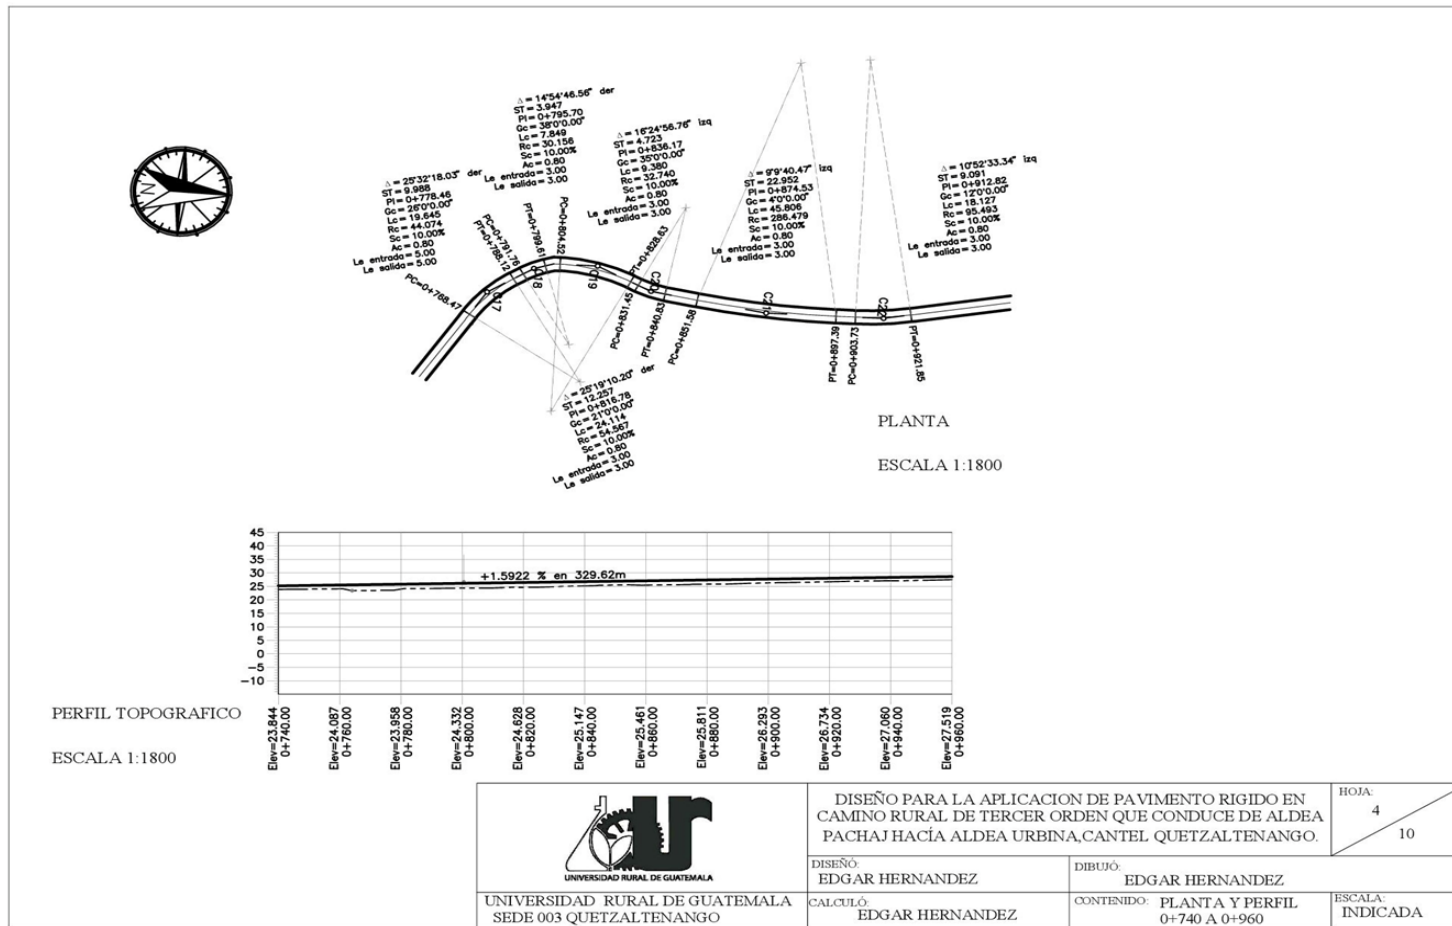 Δ = 14°54'46.56" der
ST = 3.947
PI = 0+795.70
Gc = 38°0'0.00"
Lc = 7.849
Rc = 30.156
Sc = 10.00%
Ac = 0.80
Le entrada = 3.00
Le salida = 3.00
Δ = 16°24'56.76" izq
ST = 4.723
PI = 0+836.17
Gc = 35°0'0.00"
Lc = 9.380
Rc = 32.740
Sc = 10.00%
Ac = 0.80
Le entrada = 3.00
Le salida = 3.00
Δ = 25°32'18.03" der
ST = 9.988
PI = 0+778.46
Gc = 26°0'0.00"
Lc = 19.645
Rc = 44.074
Sc = 10.00%
Ac = 0.80
Le entrada = 5.00
Le salida = 5.00
Δ = 9°9'40.47" izq
ST = 22.952
PI = 0+874.53
Gc = 4°0'0.00"
Lc = 45.806
Rc = 286.479
Sc = 10.00%
Ac = 0.80
Le entrada = 3.00
Le salida = 3.00
Δ = 10°52'33.34" izq
ST = 9.091
PI = 0+912.82
Gc = 12°0'0.00"
Lc = 18.127
Rc = 95.493
Sc = 10.00%
Ac = 0.80
Le entrada = 3.00
Le salida = 3.00
N
PC=0+768.47
PT=0+788.12
PC=0+791.76
PT=0+799.61
PC=0+804.52
PT=0+828.63
PC=0+831.45
PT=0+840.83
PC=0+851.58
PT=0+897.39
PC=0+903.73
PT=0+921.85
C17
C18
C19
C20
C21
C22
Δ = 25°19'10.20" der
ST = 12.257
PI = 0+816.78
Gc = 21°0'0.00"
Lc = 24.114
Rc = 54.567
Sc = 10.00%
Ac = 0.80
Le entrada = 3.00
Le salida = 3.00
PLANTA
ESCALA 1:1800
45
40
35
30
25
20
15
10
5
0
-5
-10
+1.5922 % en 329.62m
PERFIL TOPOGRAFICO
ESCALA 1:1800
Elev=23.844
0+740.00
Elev=24.087
0+760.00
Elev=23.958
0+780.00
Elev=24.332
0+800.00
Elev=24.628
0+820.00
Elev=25.147
0+840.00
Elev=25.461
0+860.00
Elev=25.811
0+880.00
Elev=26.293
0+900.00
Elev=26.734
0+920.00
Elev=27.060
0+940.00
Elev=27.519
0+960.00
ur
UNIVERSIDAD RURAL DE GUATEMALA
UNIVERSIDAD RURAL DE GUATEMALA
SEDE 003 QUETZALTENANGO
DISEÑO PARA LA APLICACION DE PAVIMENTO RIGIDO EN
CAMINO RURAL DE TERCER ORDEN QUE CONDUCE DE ALDEA
PACHAJ HACÍA ALDEA URBINA,CANTEL QUETZALTENANGO.
HOJA:
4
10
DISEÑÓ:
EDGAR HERNANDEZ
DIBUJÓ:
EDGAR HERNANDEZ
CALCULÓ:
EDGAR HERNANDEZ
CONTENIDO: PLANTA Y PERFIL
0+740 A 0+960
ESCALA:
INDICADA